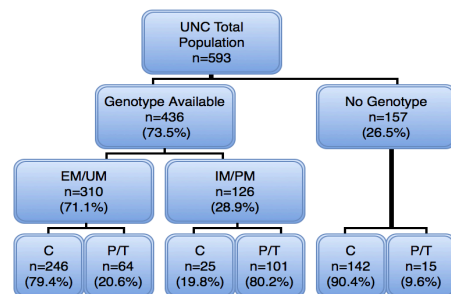 UNC Total
Population
n=593
Genotype Available
n=436
(73.5%)
No Genotype
n=157
(26.5%)
EM/UM
n=310
(71.1%)
IM/PM
n=126
(28.9%)
C
n=246
(79.4%)
P/T
n=64
(20.6%)
C
n=25
(19.8%)
P/T
n=101
(80.2%)
C
n=142
(90.4%)
P/T
n=15
(9.6%)